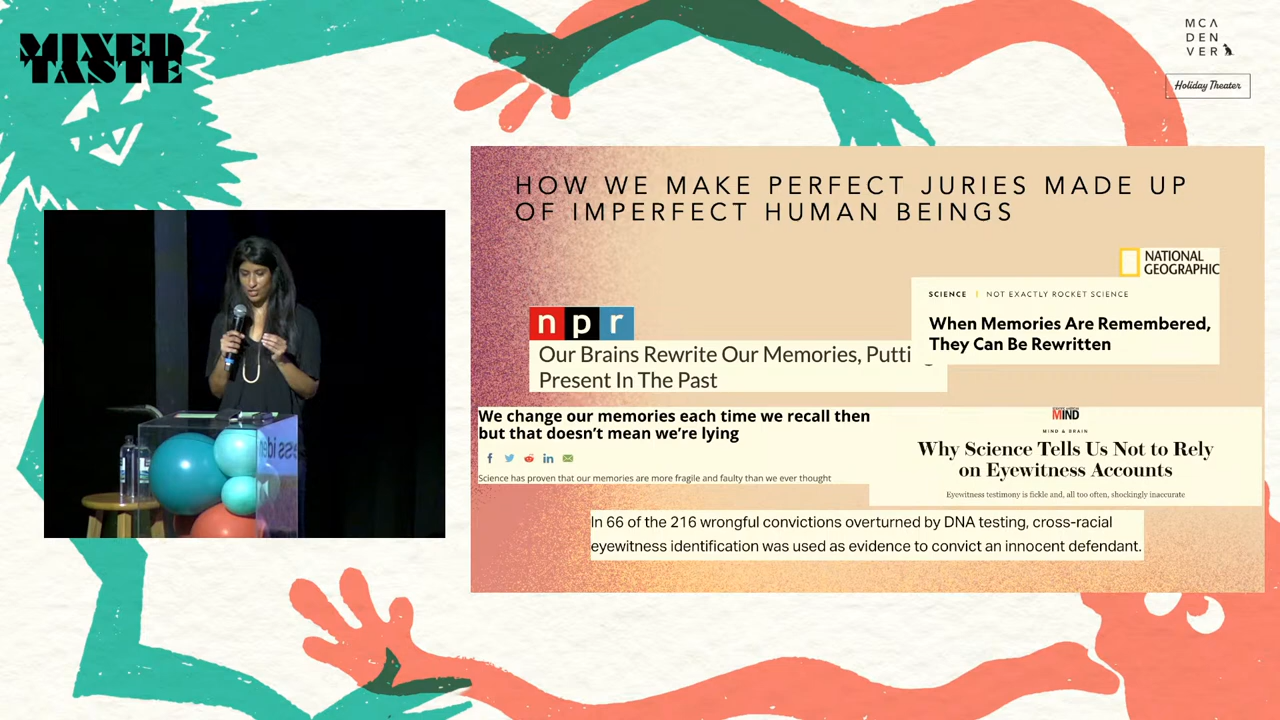 MIXED
TASTE
MCA
DEN
VER
Holiday Theater
HOW WE MAKE PERFECT JURIES MADE UP
OF IMPERFECT HUMAN BEINGS
NATIONAL
GEOGRAPHIC
SCIENCE | NOT EXACTLY ROCKET SCIENCE
When Memories Are Remembered,
They Can Be Rewritten
npr
Our Brains Rewrite Our Memories, Putti
Present In The Past
We change our memories each time we recall then
but that doesn't mean we're lying
Science has proven that our memories are more fragile and faulty than we ever thought
MIND
MIND & BRAIN
Why Science Tells Us Not to Rely
on Eyewitness Accounts
Eyewitness testimony is fickle and, all too often, shockingly inaccurate
In 66 of the 216 wrongful convictions overturned by DNA testing, cross-racial
eyewitness identification was used as evidence to convict an innocent defendant.